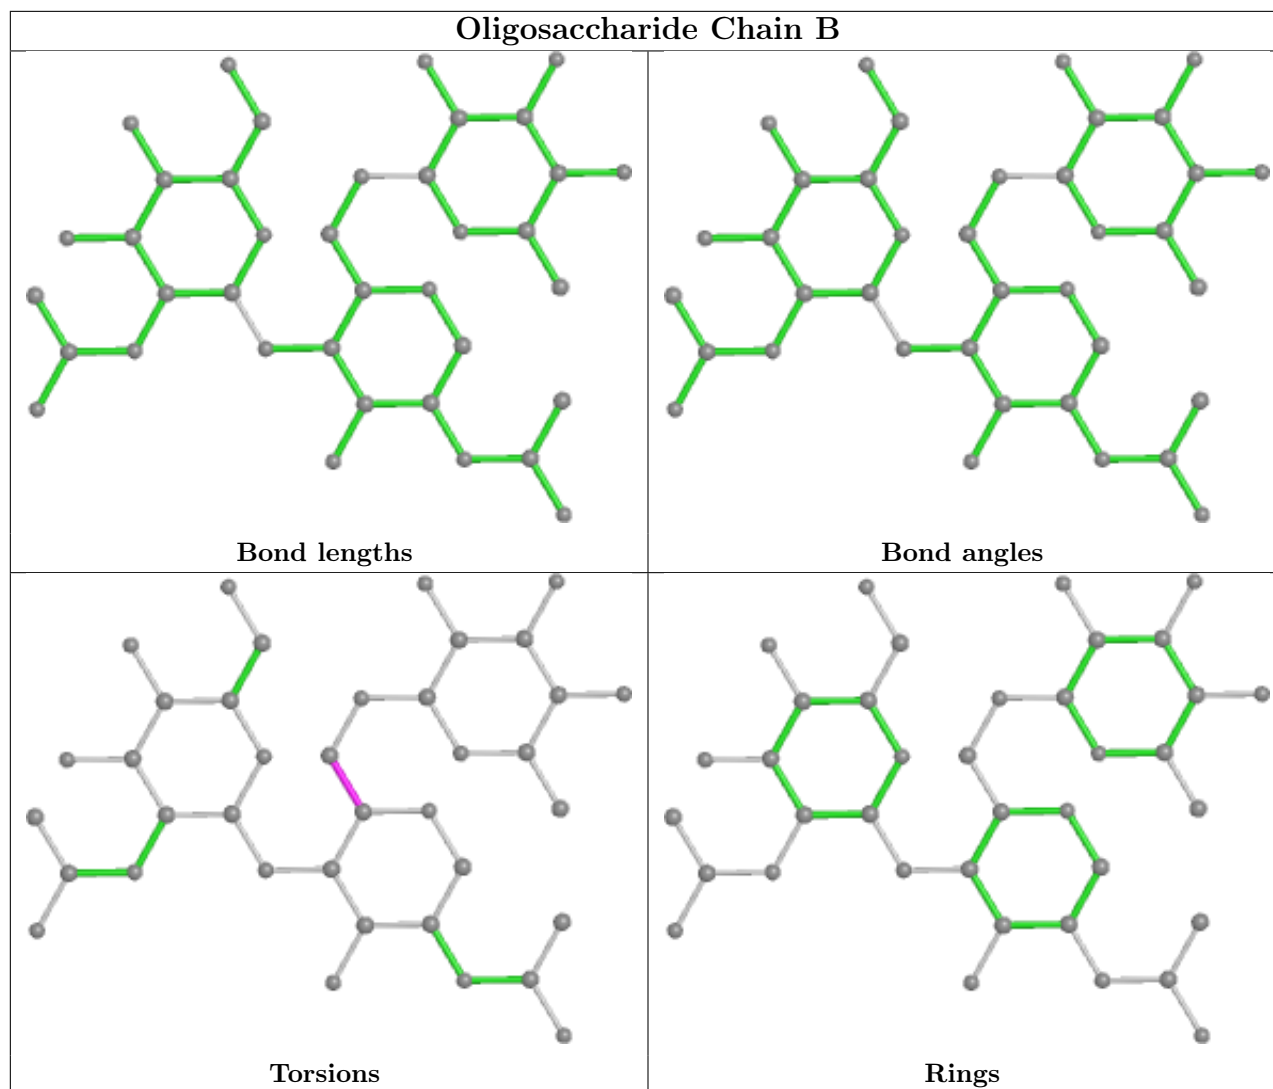 Oligosaccharide Chain B
Bond lengths
Bond angles
Torsions
Rings